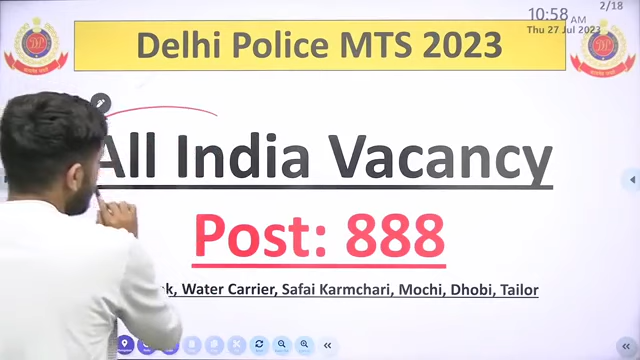 2/18
10:58 AM
Thu 27 Jul 2023
Delhi Police MTS 2023
All India Vacancy
Post: 888
Water Carrier, Safai Karmchari, Mochi, Dhobi, Tailor